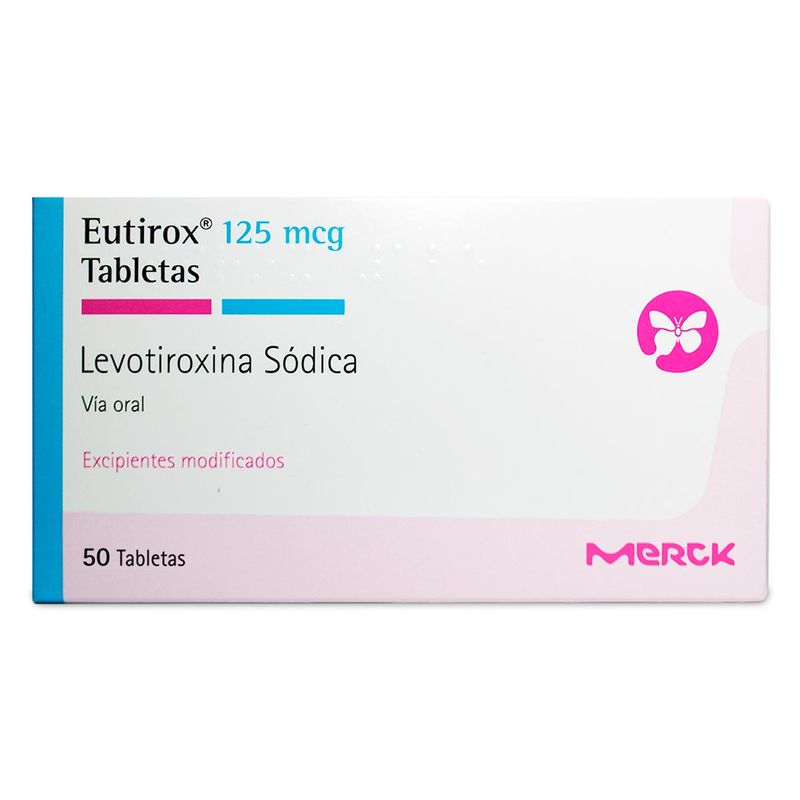 Eutirox® 125 mcg
Tabletas
Levotiroxina Sódica
Vía oral
Excipientes modificados
50 Tabletas
MERCK